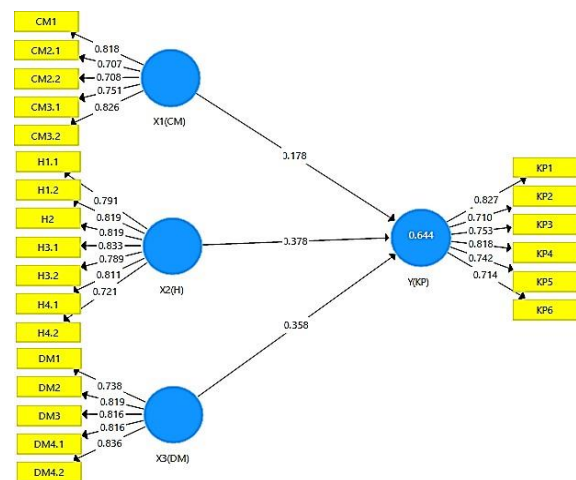 CM1
CM2.1
CM2.2
CM3.1
CM3.2
0.818
0.707
0.708
0.751
0.826
X1(CM)
H1.1
H1.2
H2
H3.1
H3.2
H4.1
H4.2
0.791
0.819
0.819
0.833
0.789
0.811
0.721
X2(H)
DM1
DM2
DM3
DM4.1
DM4.2
0.738
0.819
0.816
0.816
0.836
X3(DM)
0.178
0.378
0.358
0.644
Y(KP)
0.827
0.710
0.753
0.818
0.742
0.714
KP1
KP2
KP3
KP4
KP5
KP6